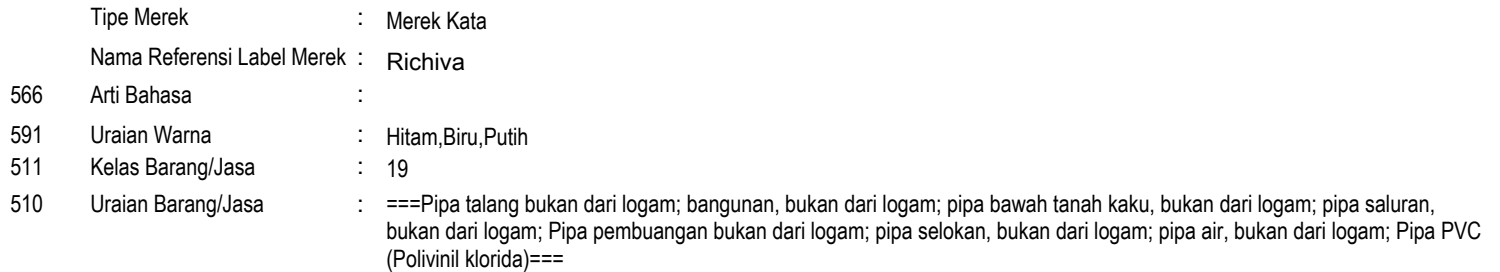 Tipe Merek : Merek Kata
Nama Referensi Label Merek : Richiva
566 Arti Bahasa :
591 Uraian Warna : Hitam,Biru,Putih
511 Kelas Barang/Jasa : 19
510 Uraian Barang/Jasa : ===Pipa talang bukan dari logam; bangunan, bukan dari logam; pipa bawah tanah kaku, bukan dari logam; pipa saluran,
bukan dari logam; Pipa pembuangan bukan dari logam; pipa selokan, bukan dari logam; pipa air, bukan dari logam; Pipa PVC
(Polivinil klorida)===